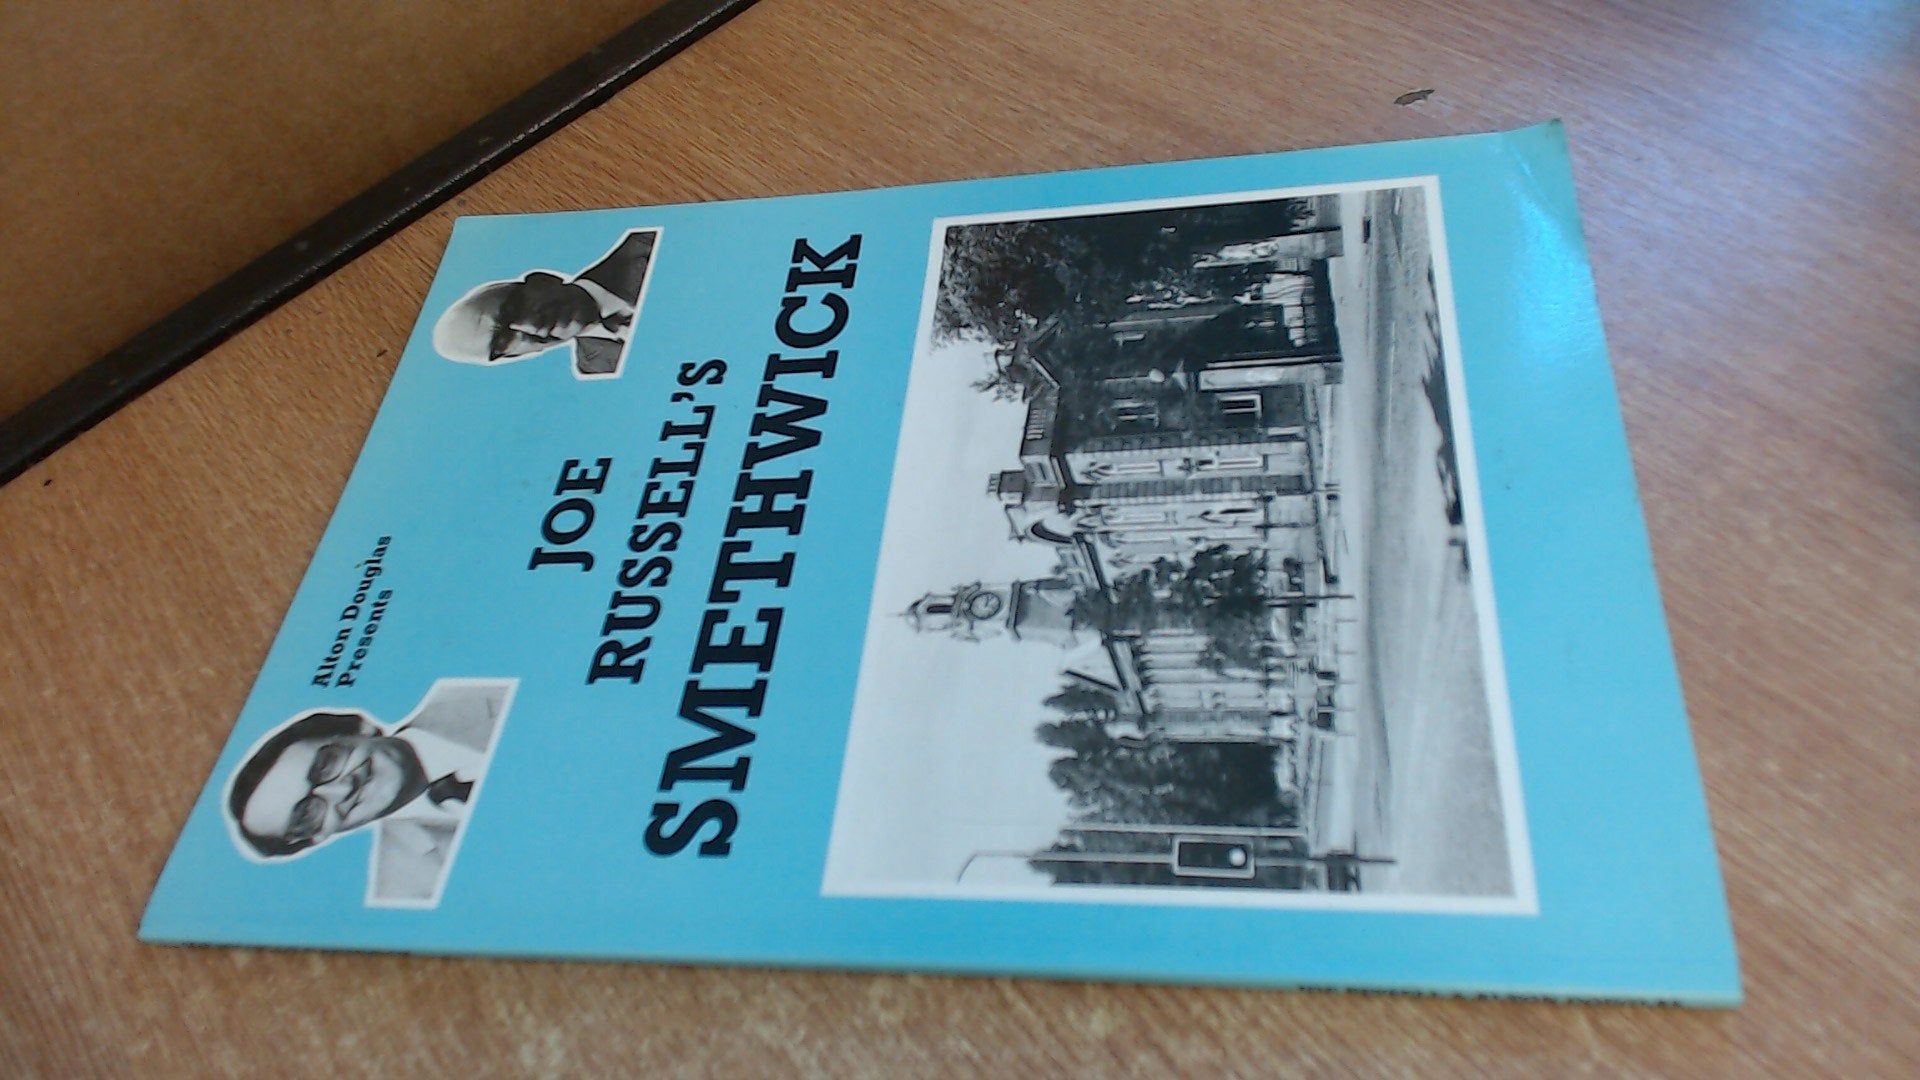 Alton Douglas
Presents
JOE
RUSSELL'S
SMETHWICK